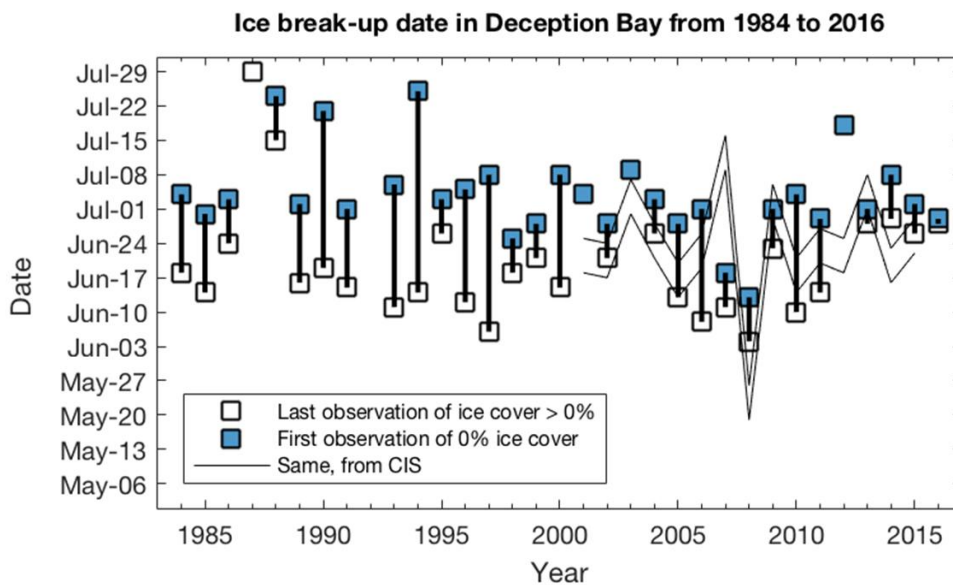 Ice break-up date in Deception Bay from 1984 to 2016
Jul-29
Jul-22
Jul-15
Jul-08
Jul-01
Jun-24
Jun-17
Jun-10
Jun-03
May-27
May-20
May-13
May-06
Date
Last observation of ice cover > 0%
First observation of 0% ice cover
Same, from CIS
1985 1990 1995 2000 2005 2010 2015
Year